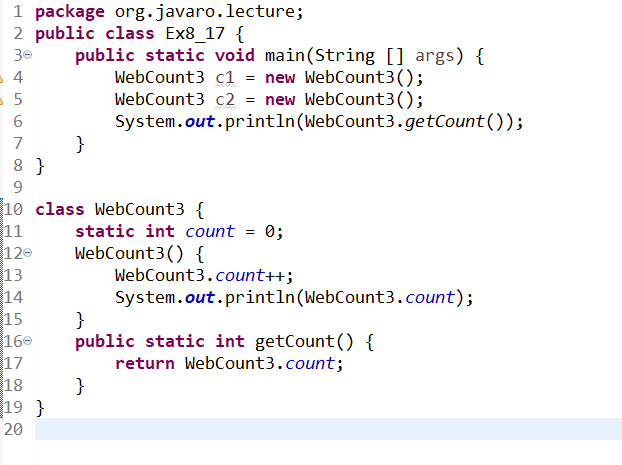 1 package org.javaro.lecture;
2 public class Ex8_17 {
3 public static void main(String [] args) {
4 WebCount3 c1 = new WebCount3();
5 WebCount3 c2 = new WebCount3();
6 System.out.println(WebCount3.getCount());
7 }
8 }
9
10 class WebCount3 {
11 static int count = 0;
12 WebCount3() {
13 WebCount3.count++;
14 System.out.println(WebCount3.count);
15 }
16 public static int getCount() {
17 return WebCount3.count;
18 }
19 }
20